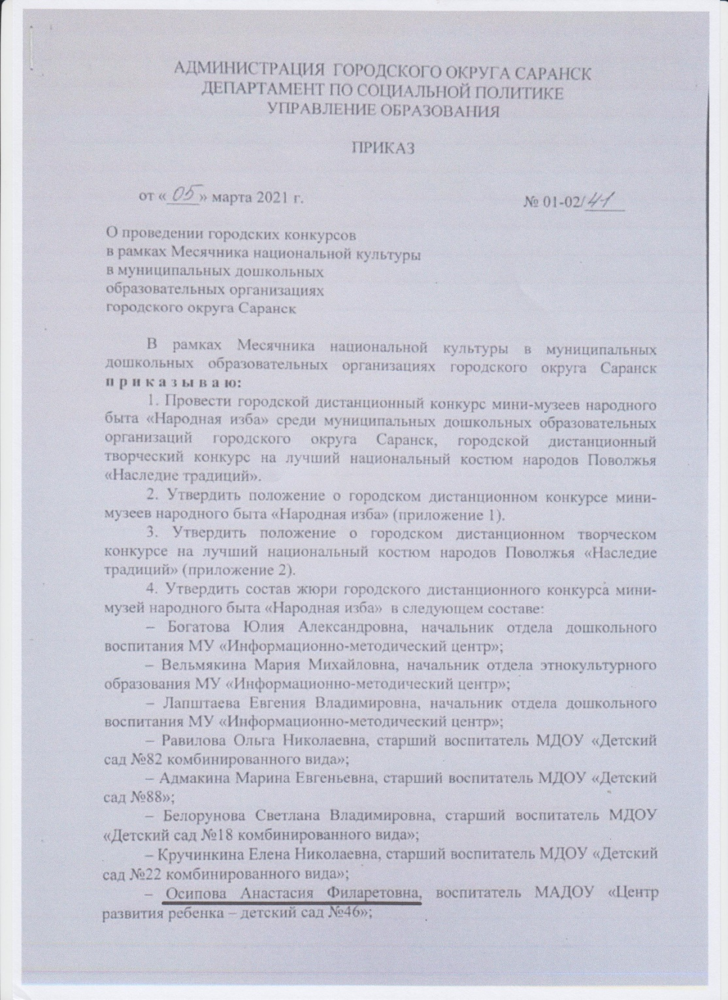 АДМИНИСТРАЦИЯ ГОРОДСКОГО ОКРУГА САРАНСК
ДЕПАРТАМЕНТ ПО СОЦИАЛЬНОЙ ПОЛИТИКЕ
УПРАВЛЕНИЕ ОБРАЗОВАНИЯ
ПРИКАЗ
от «05» марта 2021 г.
№ 01-02/41
О проведении городских конкурсов
в рамках Месячника национальной культуры
в муниципальных дошкольных
образовательных организациях
городского округа Саранск
В рамках Месячника национальной культуры в муниципальных
дошкольных образовательных организациях городского округа Саранск
п р и к а з ы в а ю:
1. Провести городской дистанционный конкурс мини-музеев народного
быта «Народная изба» среди муниципальных дошкольных образовательных
организаций городского округа Саранск, городской дистанционный
творческий конкурс на лучший национальный костюм народов Поволжья
«Наследие традиций».
2. Утвердить положение о городском дистанционном конкурсе мини-
музеев народного быта «Народная изба» (приложение 1).
3. Утвердить положение о городском дистанционном творческом
конкурсе на лучший национальный костюм народов Поволжья «Наследие
традиций» (приложение 2).
4. Утвердить состав жюри городского дистанционного конкурса мини-
музей народного быта «Народная изба» в следующем составе:
– Богатова Юлия Александровна, начальник отдела дошкольного
воспитания МУ «Информационно-методический центр»;
– Вельмякина Мария Михайловна, начальник отдела этнокультурного
образования МУ «Информационно-методический центр»;
– Лапштаева Евгения Владимировна, начальник отдела дошкольного
воспитания МУ «Информационно-методический центр»;
– Равилова Ольга Николаевна, старший воспитатель МДОУ «Детский
сад №82 комбинированного вида»;
– Адмакина Марина Евгеньевна, старший воспитатель МДОУ «Детский
сад №88»;
– Белорунова Светлана Владимировна, старший воспитатель МДОУ
«Детский сад №18 комбинированного вида»;
– Кручинкина Елена Николаевна, старший воспитатель МДОУ «Детский
сад №22 комбинированного вида»;
– Осипова Анастасия Филаретовна, воспитатель МАДОУ «Центр
развития ребенка – детский сад №46»;